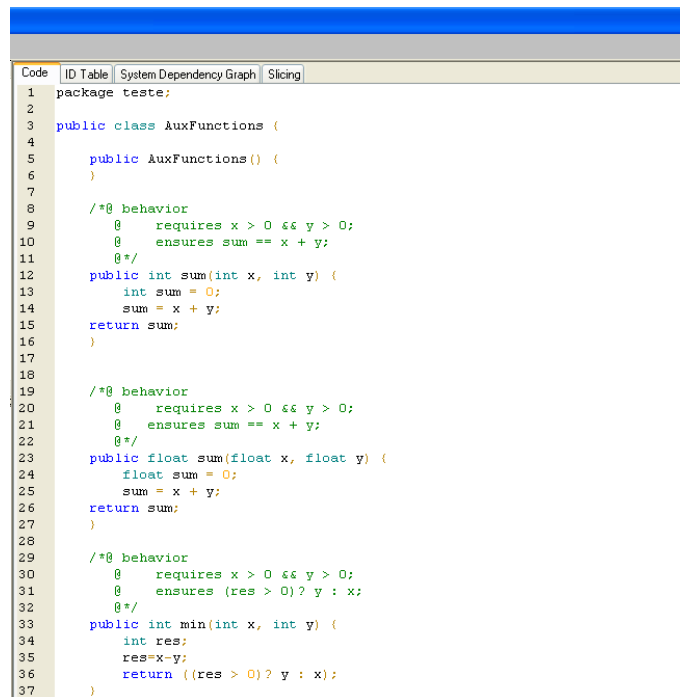 Code ID Table System Dependency Graph Slicing
1 package teste;
2
3 public class AuxFunctions {
4
5     public AuxFunctions() {
6     }
7
8     /*@ behavior
9        @    requires x > 0 && y > 0;
10        @    ensures sum == x + y;
11        @*/
12     public int sum(int x, int y) {
13         int sum = 0;
14         sum = x + y;
15     return sum;
16     }
17
18
19     /*@ behavior
20        @    requires x > 0 && y > 0;
21        @   ensures sum == x + y;
22        @*/
23     public float sum(float x, float y) {
24         float sum = 0;
25         sum = x + y;
26     return sum;
27     }
28
29     /*@ behavior
30        @    requires x > 0 && y > 0;
31        @    ensures (res > 0)? y : x;
32        @*/
33     public int min(int x, int y) {
34         int res;
35         res=x-y;
36         return ((res > 0)? y : x);
37     }